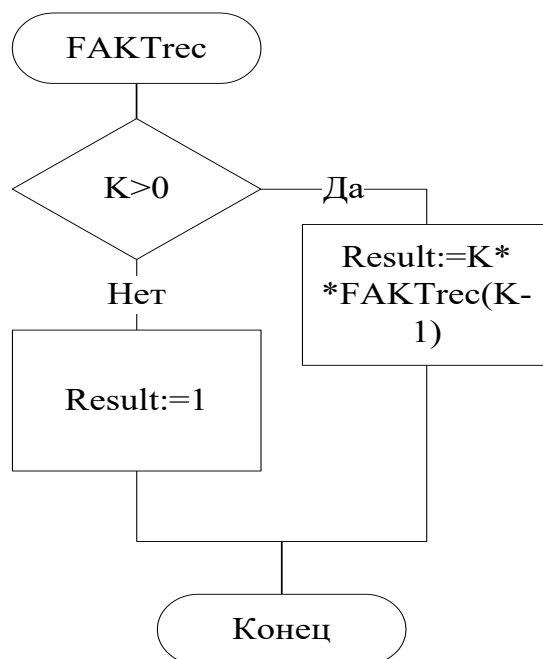 FAKTrec
K>0
Да
Result:=K*
*FAKTrec(K-
1)
Нет
Result:=1
Конец